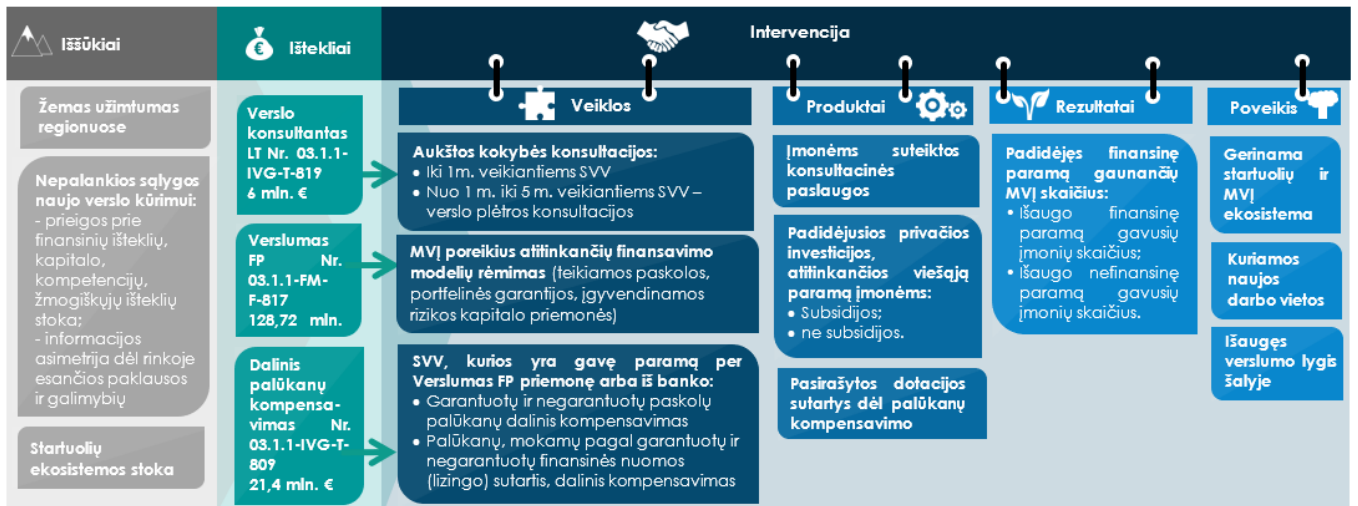 Iššūkiai
Ištekliai
Intervencija
Žemas užimtumas
regionuose
Nepalankios sąlygos
naujo verslo kūrimui:
- prieigos prie
finansinių išteklių,
kapitalo,
kompetencijų,
žmogiškųjų išteklių
stoka;
- informacijos
asimetrija dėl rinkoje
esančios paklausos
ir galimybių
Startuolių
ekosistemos stoka
Verslo
konsultantas
LT Nr. 03.1.1-
IVG-T-819
6 mln. €
Verslumas
FP Nr.
03.1.1-FM-
F-817
128,72 mln.
Dalinis
palūkanų
kompensa-
vimas Nr.
03.1.1-IVG-T-
809
21,4 mln. €
Veiklos
Aukštos kokybės konsultacijos:
• Iki 1m. veikiantiems SVV
• Nuo 1 m. iki 5 m. veikiantiems SVV –
verslo plėtros konsultacijos
MVĮ poreikius atitinkančių finansavimo
modelių rėmimas (teikiamos paskolos,
portfelinės garantijos, įgyvendinamos
rizikos kapitalo priemonės)
SVV, kurios yra gavę paramą per
Verslumas FP priemonę arba iš banko:
• Garantuotų ir negarantuotų paskolų
palūkanų dalinis kompensavimas
• Palūkanų, mokamų pagal garantuotų ir
negarantuotų finansinės nuomos
(lizingo) sutartis, dalinis kompensavimas
Produktai
Įmonėms suteiktos
konsultacinės
paslaugos
Padidėjusios privačios
investicijos,
atitinkančios viešąją
paramą įmonėms:
• Subsidijos;
• ne subsidijos.
Pasirašytos dotacijos
sutartys dėl palūkanų
kompensavimo
Rezultatai
Padidėjęs finansinę
paramą gaunančių
MVĮ skaičius:
• Išaugo finansinę
paramą gavusių
įmonių skaičius;
• Išaugo nefinansinę
paramą gavusių
įmonių skaičius.
Poveikis
Gerinama
startuolių ir
MVĮ
ekosistema
Kuriamos
naujos
darbo vietos
Išaugęs
verslumo lygis
šalyje